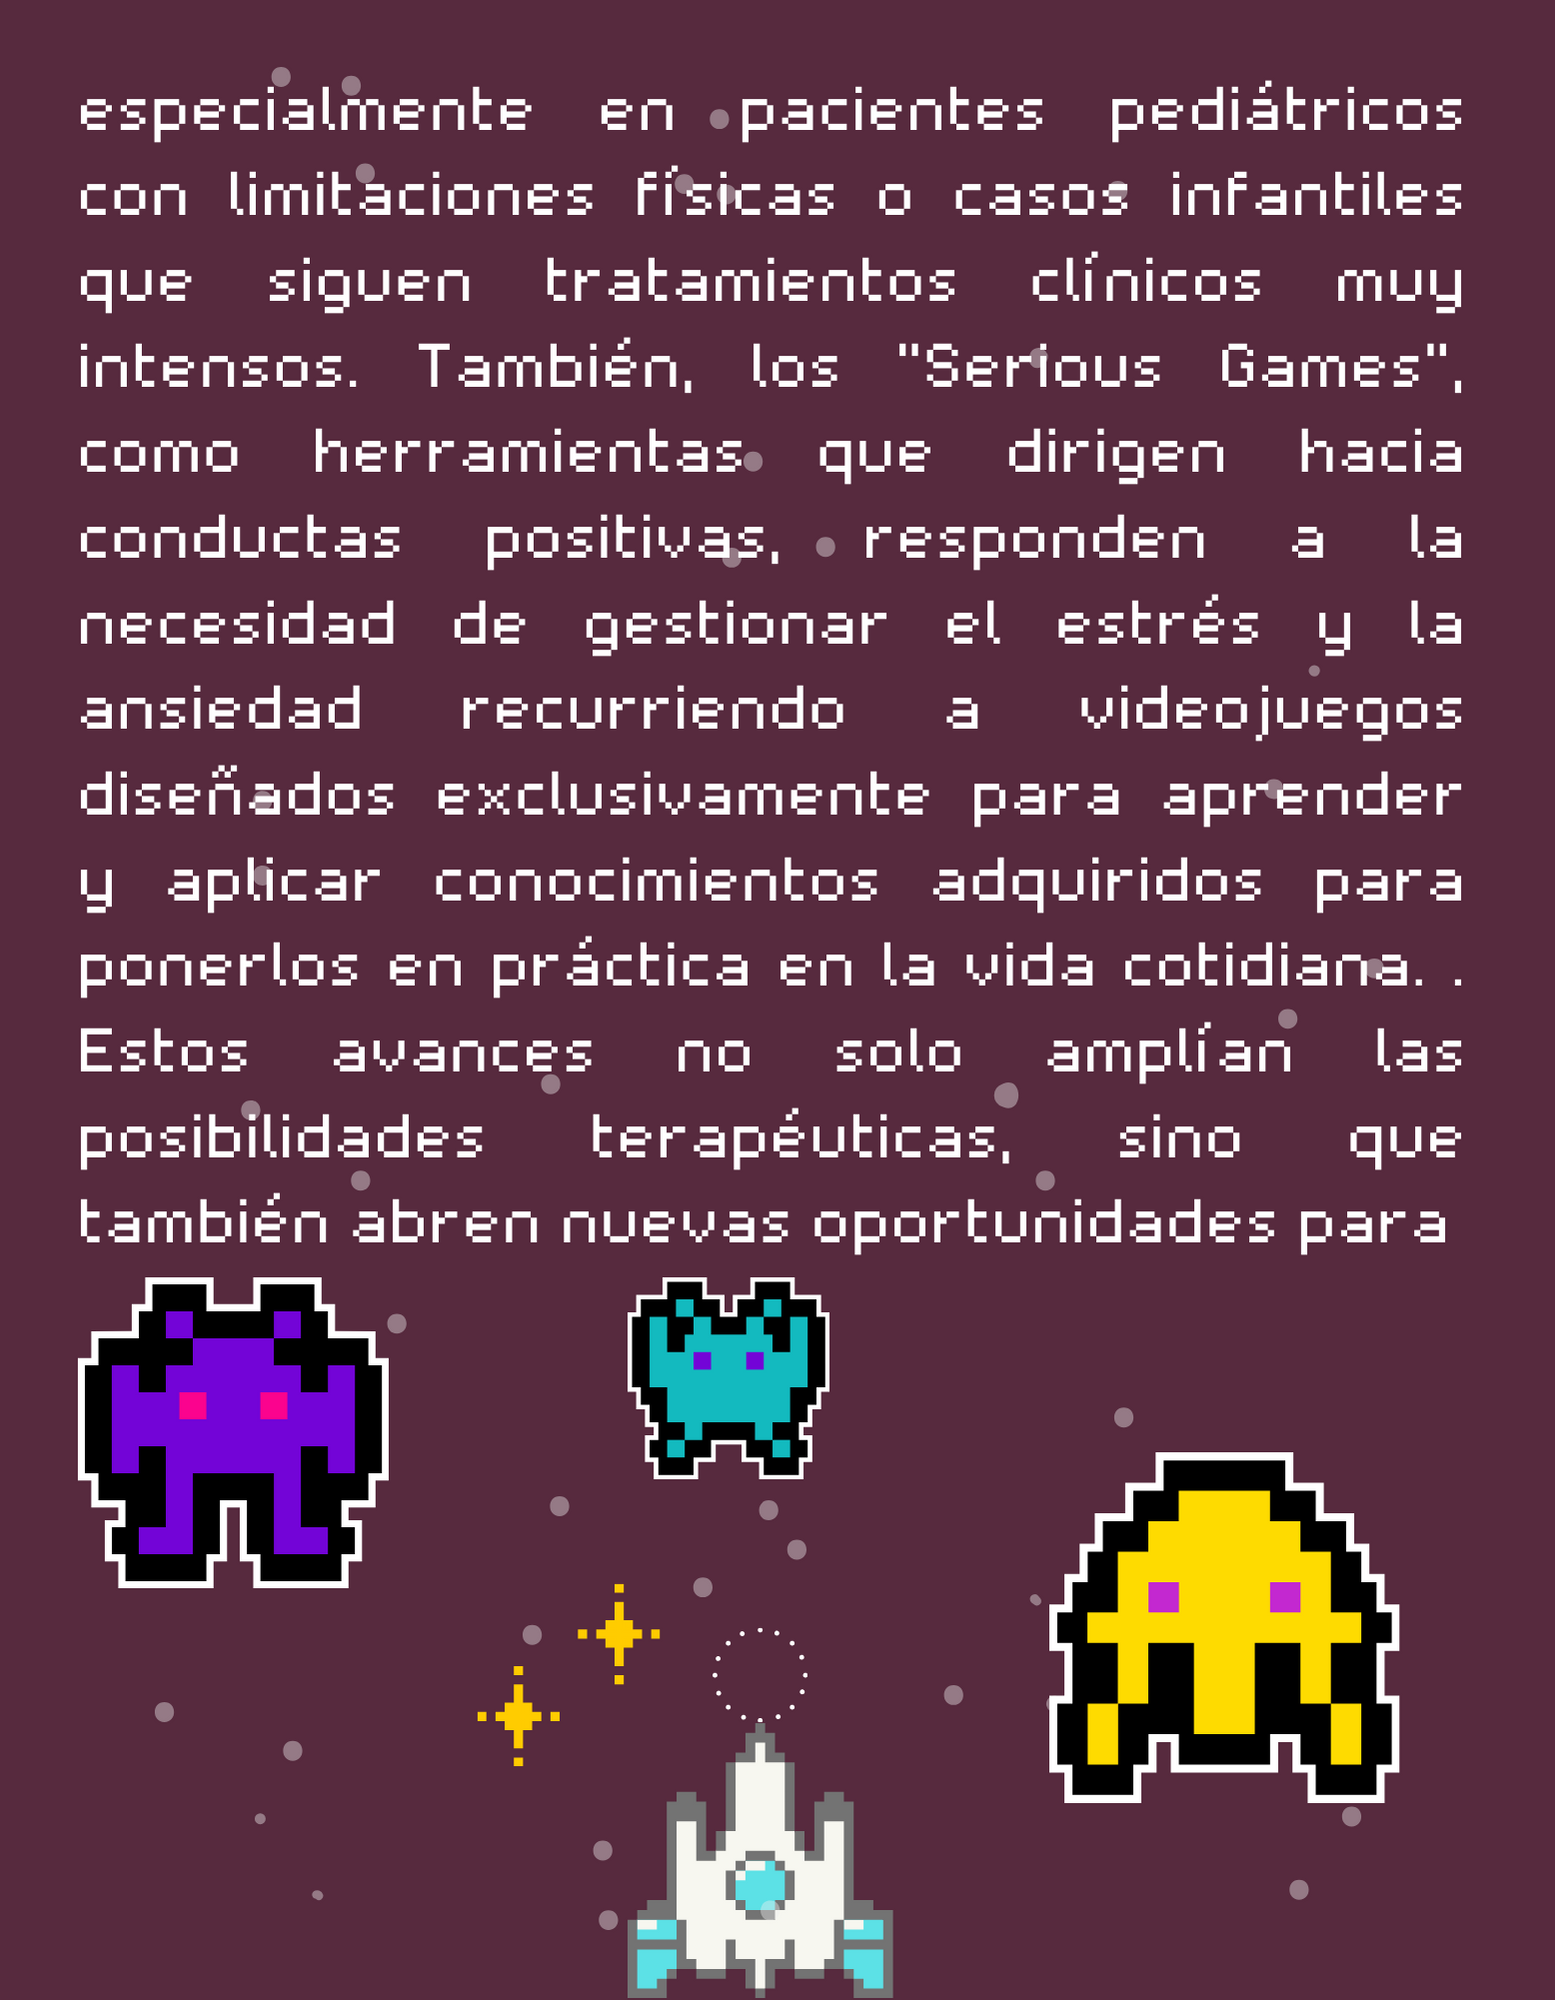 especialmente en pacientes pediátricos
con limitaciones físicas o casos infantiles
que siguen tratamientos clínicos muy
intensos. También, los "Serious Games",
como herramientas que dirigen hacia
conductas positivas, responden a la
necesidad de gestionar el estrés y la
ansiedad recurriendo a videojuegos
diseñados exclusivamente para aprender
y aplicar conocimientos adquiridos para
ponerlos en práctica en la vida cotidiana. .
Estos avances no solo amplían las
posibilidades terapéuticas, sino que
también abren nuevas oportunidades para